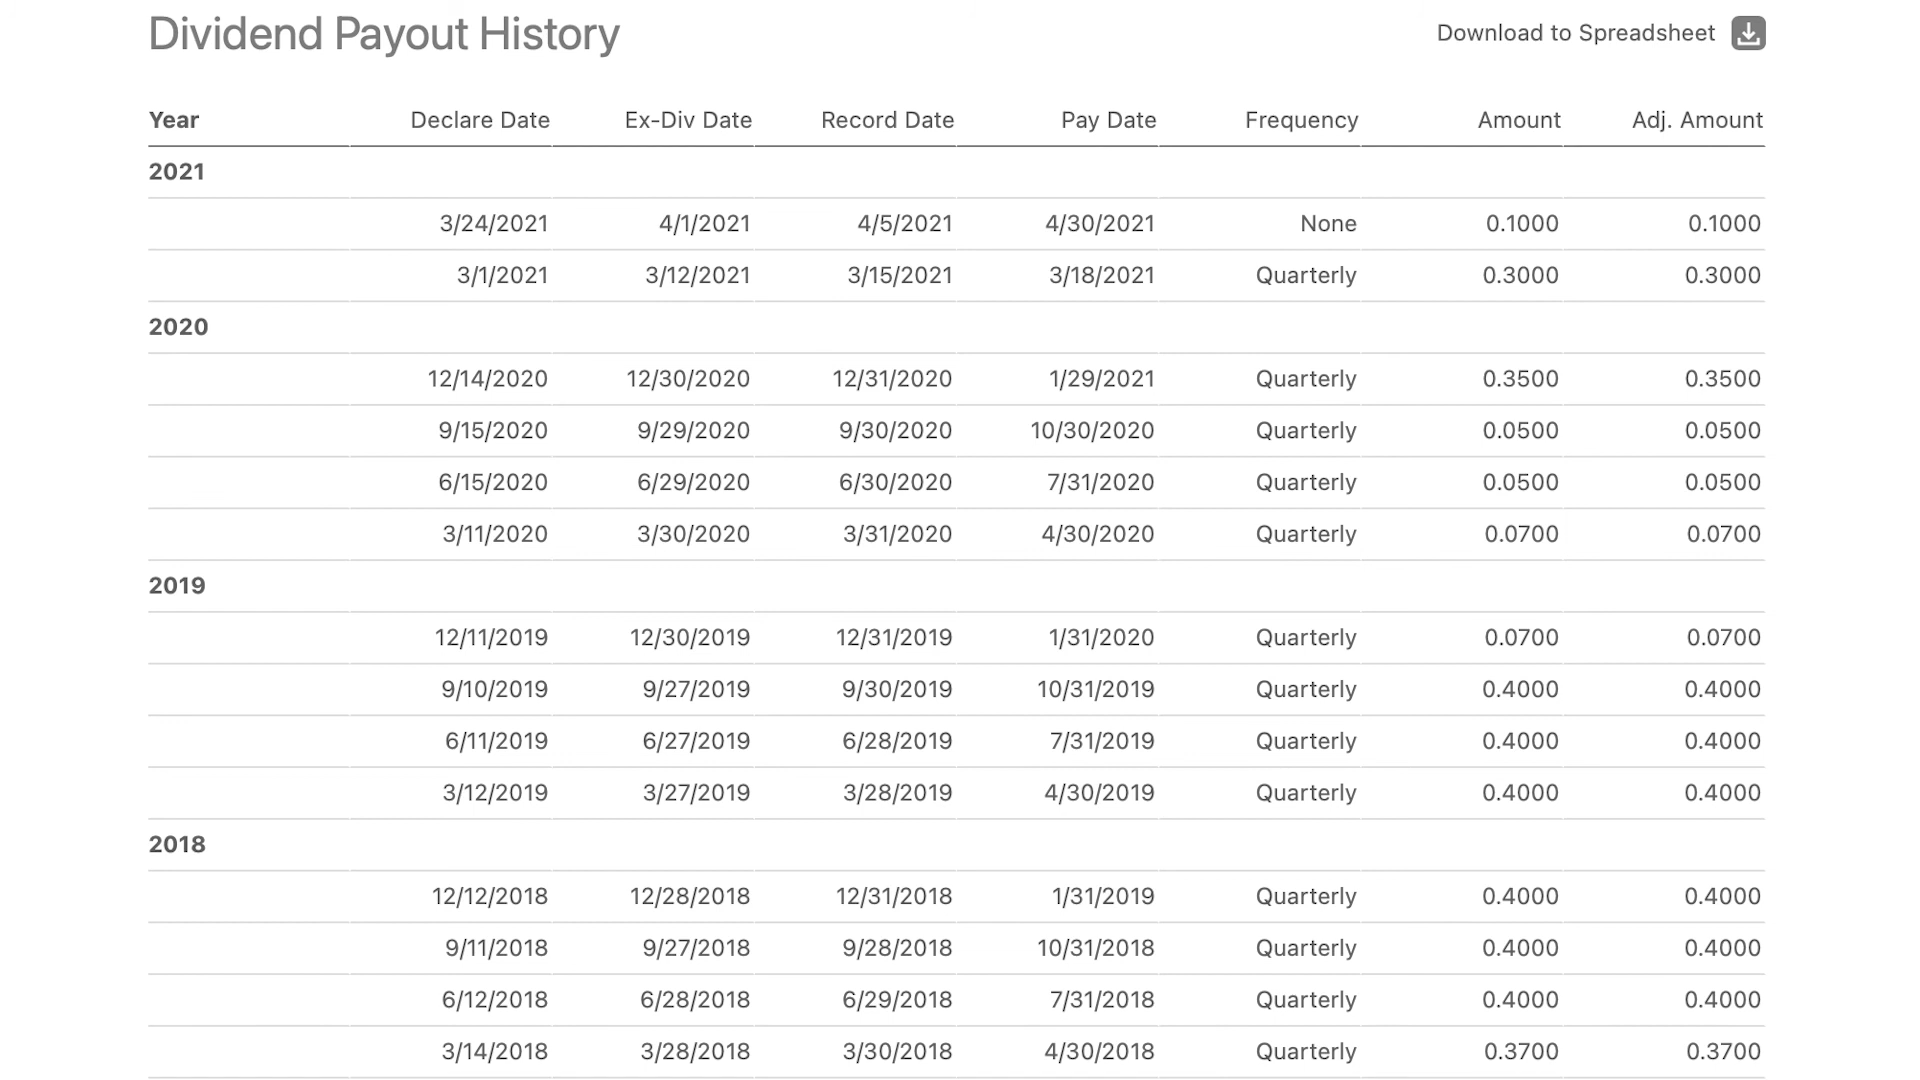 Dividend Payout History
Download to Spreadsheet
Year Declare Date Ex-Div Date Record Date Pay Date Frequency Amount Adj. Amount
2021
3/24/2021 4/1/2021 4/5/2021 4/30/2021 None 0.1000 0.1000
3/1/2021 3/12/2021 3/15/2021 3/18/2021 Quarterly 0.3000 0.3000
2020
12/14/2020 12/30/2020 12/31/2020 1/29/2021 Quarterly 0.3500 0.3500
9/15/2020 9/29/2020 9/30/2020 10/30/2020 Quarterly 0.0500 0.0500
6/15/2020 6/29/2020 6/30/2020 7/31/2020 Quarterly 0.0500 0.0500
3/11/2020 3/30/2020 3/31/2020 4/30/2020 Quarterly 0.0700 0.0700
2019
12/11/2019 12/30/2019 12/31/2019 1/31/2020 Quarterly 0.0700 0.0700
9/10/2019 9/27/2019 9/30/2019 10/31/2019 Quarterly 0.4000 0.4000
6/11/2019 6/27/2019 6/28/2019 7/31/2019 Quarterly 0.4000 0.4000
3/12/2019 3/27/2019 3/28/2019 4/30/2019 Quarterly 0.4000 0.4000
2018
12/12/2018 12/28/2018 12/31/2018 1/31/2019 Quarterly 0.4000 0.4000
9/11/2018 9/27/2018 9/28/2018 10/31/2018 Quarterly 0.4000 0.4000
6/12/2018 6/28/2018 6/29/2018 7/31/2018 Quarterly 0.4000 0.4000
3/14/2018 3/28/2018 3/30/2018 4/30/2018 Quarterly 0.3700 0.3700